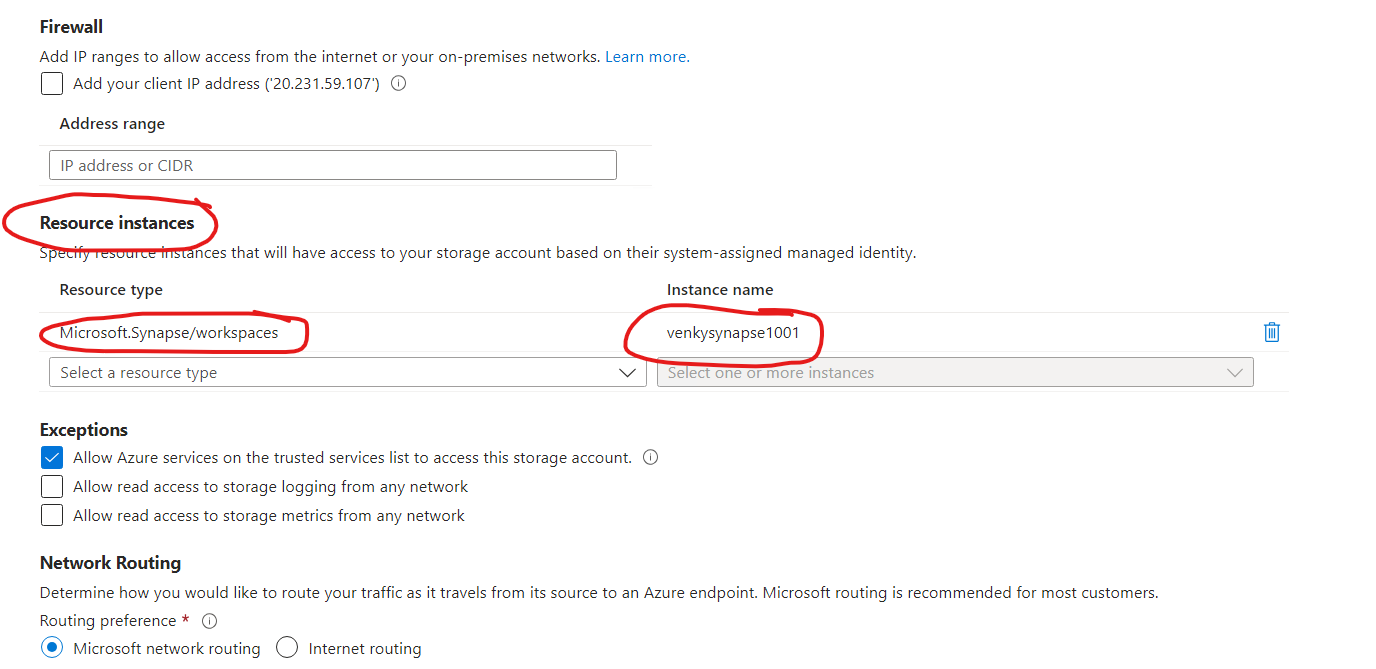 Firewall
Add IP ranges to allow access from the internet or your on-premises networks. Learn more.
Add your client IP address ('20.231.59.107')
Address range
IP address or CIDR
Resource instances
Specify resource instances that will have access to your storage account based on their system-assigned managed identity.
Resource type Instance name
Microsoft.Synapse/workspaces venkysynapse1001
Select a resource type Select one or more instances
Exceptions
Allow Azure services on the trusted services list to access this storage account.
Allow read access to storage logging from any network
Allow read access to storage metrics from any network
Network Routing
Determine how you would like to route your traffic as it travels from its source to an Azure endpoint. Microsoft routing is recommended for most customers.
Routing preference *
Microsoft network routing Internet routing